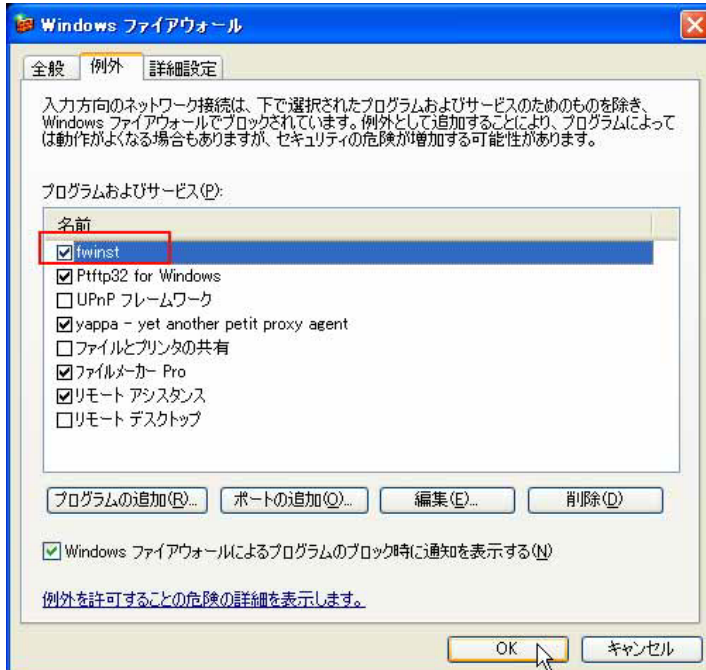 Windows ファイアウォール
全般 例外 詳細設定
入力方向のネットワーク接続は、下で選択されたプログラムおよびサービスのためのものを除き、
Windows ファイアウォールでブロックされています。例外として追加することにより、プログラムによって
は動作がよくなる場合もありますが、セキュリティの危険が増加する可能性があります。
プログラムおよびサービス(P):
名前
fwinst
Ptftp32 for Windows
UPnP フレームワーク
yappa - yet another petit proxy agent
ファイルとプリンタの共有
ファイルメーカー Pro
リモート アシスタンス
リモート デスクトップ
プログラムの追加(R)... ポートの追加(O)... 編集(E)... 削除(D)
Windows ファイアウォールによるプログラムのブロック時に通知を表示する(N)
例外を許可することの危険の詳細を表示します。
OK キャンセル